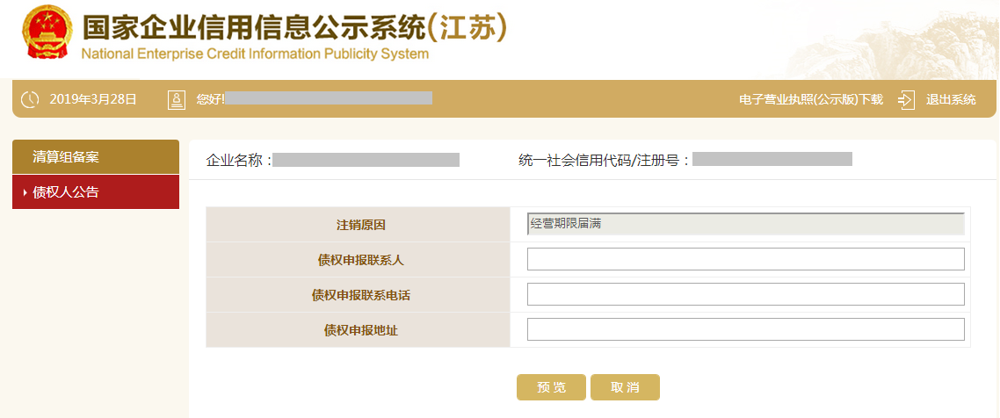 国家企业信用信息公示系统(江苏)
National Enterprise Credit Information Publicity System
2019年3月28日 您好! 电子营业执照(公示版)下载 退出系统
清算组备案
债权人公告
企业名称： 统一社会信用代码/注册号：
注销原因 经营期限届满
债权申报联系人
债权申报联系电话
债权申报地址
预 览 取 消